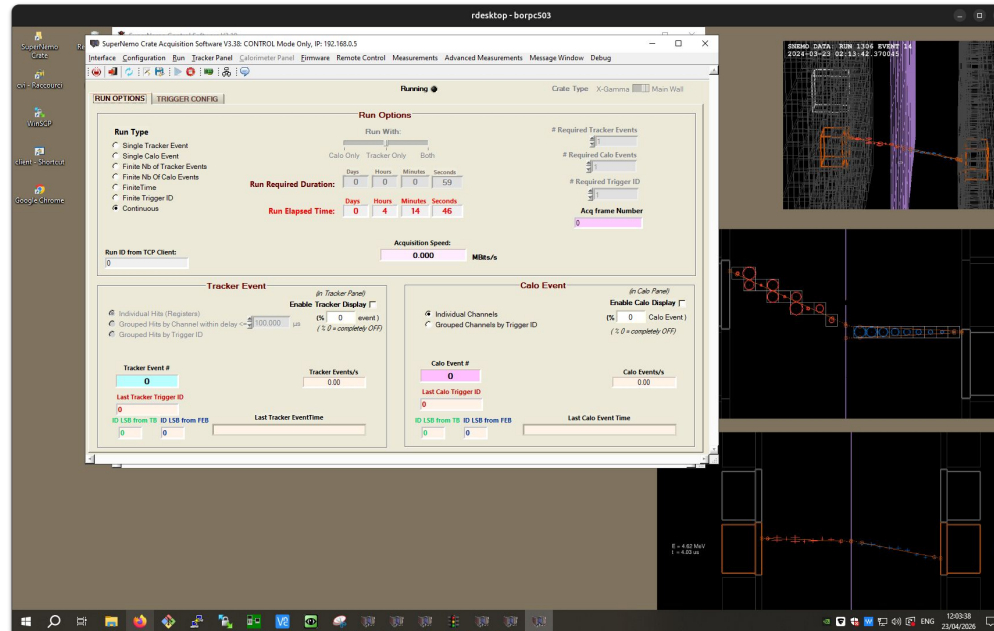 rdesktop - borpc503
SuperNemo
Crate
cvi - Raccourci
WinSCP
client - Shortcut
Google Chrome
SuperNemo Crate Acquisition Software V3.38: CONTROL Mode Only, IP: 192.168.0.5
Interface Configuration Run Tracker Panel Calorimeter Panel Firmware Remote Control Measurements Advanced Measurements Message Window Debug
Running
Crate Type X-Gamma Main Wall
RUN OPTIONS TRIGGER CONFIG
Run Options
Run Type
Single Tracker Event
Single Calo Event
Finite Nb of Tracker Events
Finite Nb Of Calo Events
FiniteTime
Finite Trigger ID
Continuous
Run With:
Calo Only Tracker Only Both
Days Hours Minutes Seconds
Run Required Duration: 0 0 0 59
Days Hours Minutes Seconds
Run Elapsed Time: 0 4 14 46
# Required Tracker Events
1
# Required Calo Events
1
# Required Trigger ID
1
Acq frame Number
0
Run ID from TCP Client:
0
Acquisition Speed:
0.000 MBits/s
Tracker Event
(in Tracker Panel)
Enable Tracker Display
(% 0 event )
( % 0 = completely OFF)
Individual Hits (Registers)
Grouped Hits by Channel within delay <= 100.000 µs
Grouped Hits by Trigger ID
Tracker Event #
0
Tracker Events/s
0.00
Last Tracker Trigger ID
0
ID LSB from TB ID LSB from FEB
0 0
Last Tracker EventTime
Calo Event
(in Calo Panel)
Enable Calo Display
(% 0 Calo Event )
( % 0 = completely OFF)
Individual Channels
Grouped Channels by Trigger ID
Calo Event #
0
Calo Events/s
0.00
Last Calo Trigger ID
0
ID LSB from TB ID LSB from FEB
0 0
Last Calo Event Time
SNEMO DATA: RUN 1306 EVENT 14
2024-03-23 02:13:42.370045
E = 4.62 MeV
t = 4.03 us
ENG
12:03:38
23/04/2026